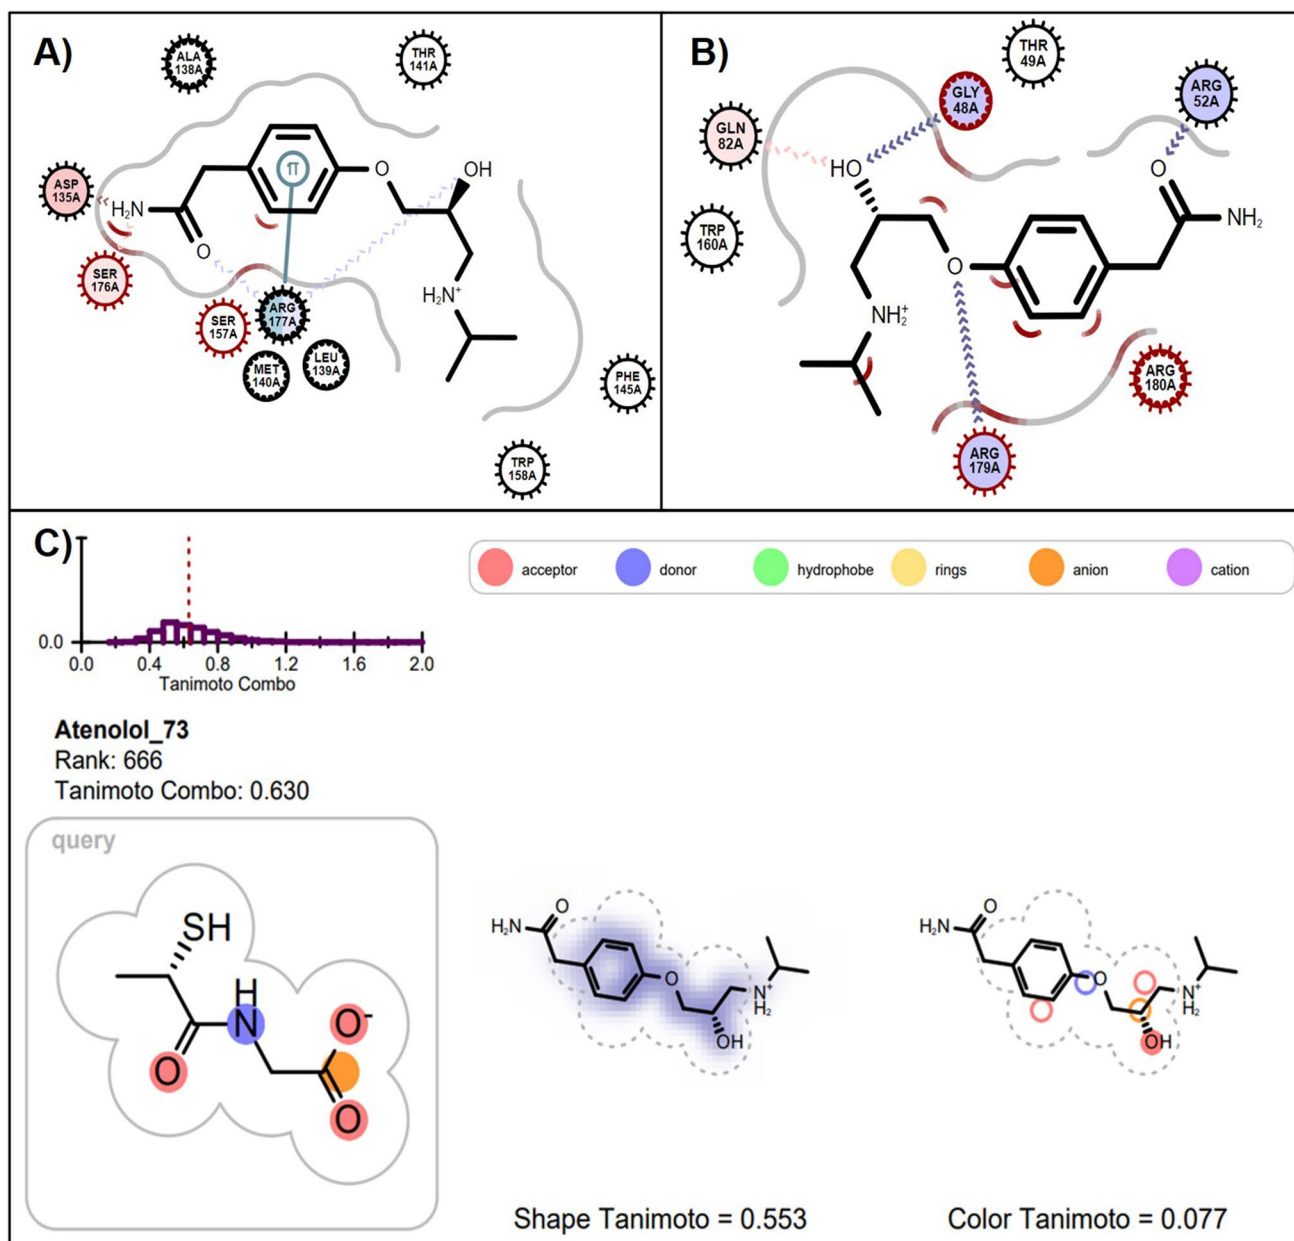 A)
ALA
138A
THR
141A
π
O
OH
ASP
135A
H₂N
O
SER
176A
SER
157A
ARG
177A
H₂N⁺
MET
140A
LEU
139A
PHE
145A
TRP
158A
B)
THR
49A
GLY
48A
ARG
52A
GLN
82A
HO
O
TRP
160A
NH₂
O
NH₂⁺
ARG
180A
ARG
179A
C)
0.0
0.0 0.4 0.8 1.2 1.6 2.0
Tanimoto Combo
acceptor donor hydrophobe rings anion cation
Atenolol_73
Rank: 666
Tanimoto Combo: 0.630
query
SH
H
N
O⁻
O
O
O
H₂N
O
N⁺
H₂
OH
Shape Tanimoto = 0.553
O
H₂N
O
N⁺
H₂
OH
Color Tanimoto = 0.077